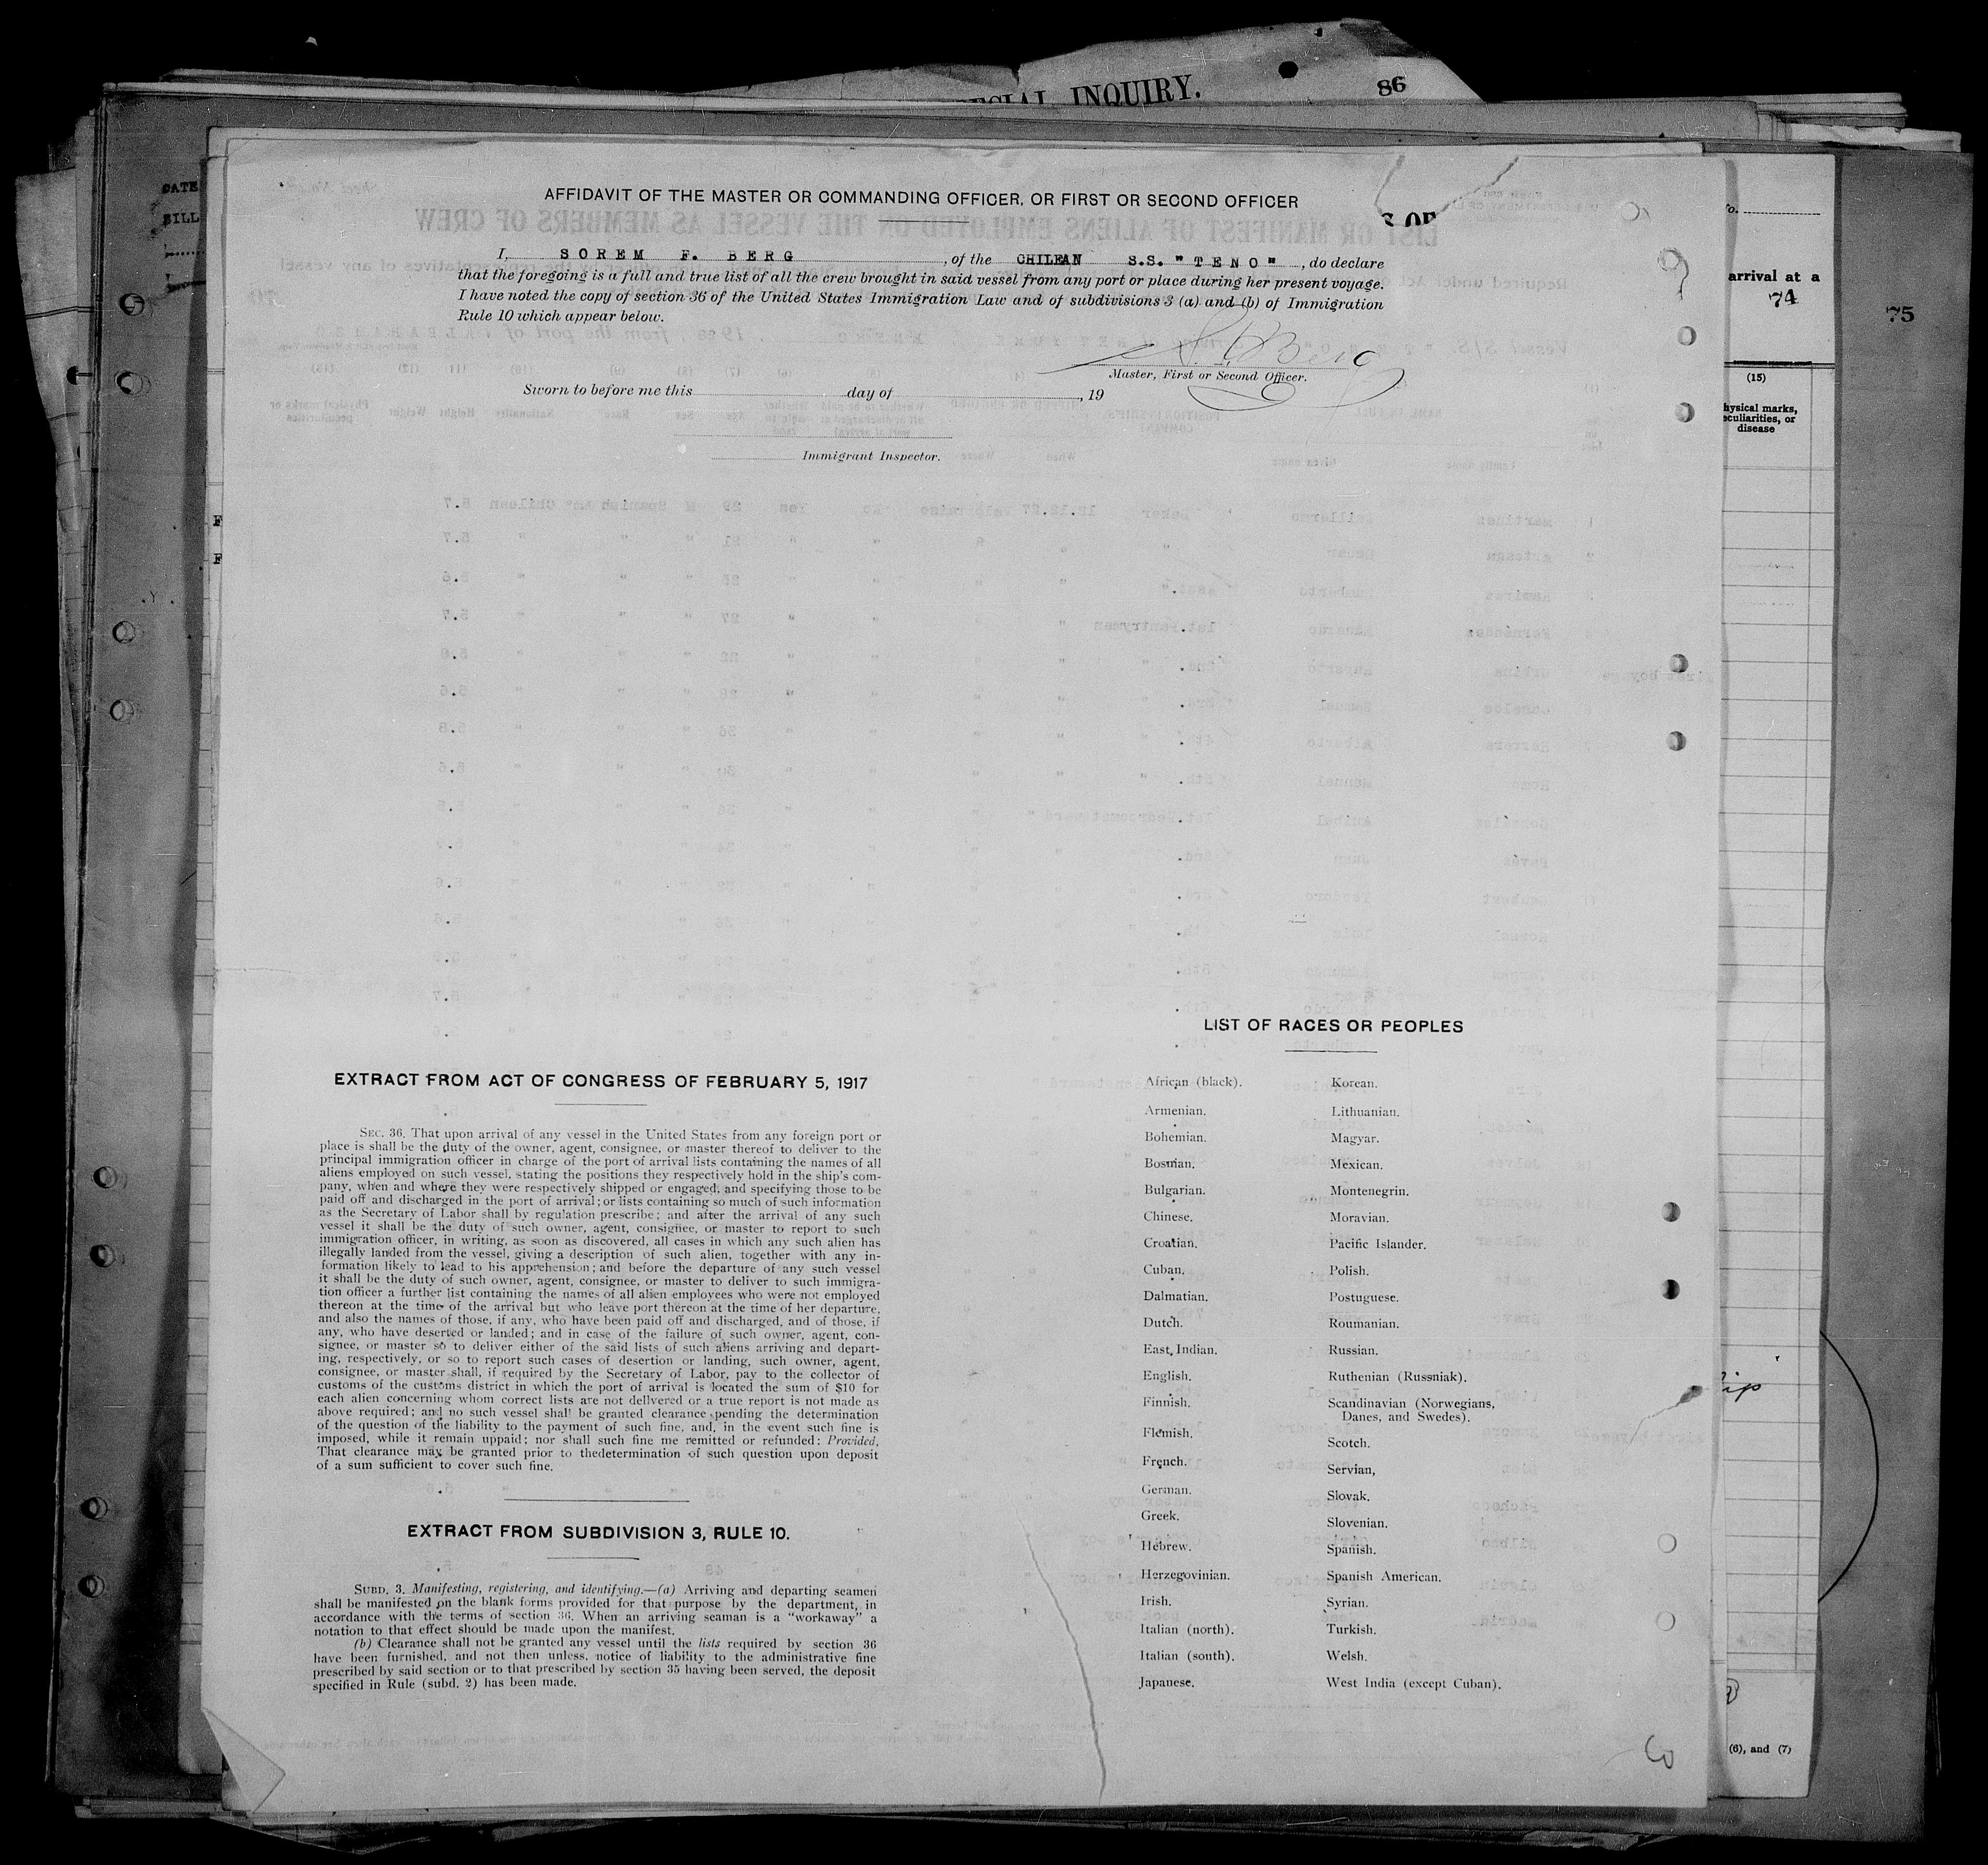 SPECIAL INQUIRY.
86
AFFIDAVIT OF THE MASTER OR COMMANDING OFFICER, OR FIRST OR SECOND OFFICER
S OF
I, SOREM F. BERG, of the CHILEAN S.S. "TENO", do declare
that the foregoing is a full and true list of all the crew brought in said vessel from any port or place during her present voyage.
I have noted the copy of section 36 of the United States Immigration Law and of subdivisions 3 (a) and (b) of Immigration
Rule 10 which appear below.
Berg
Master, First or Second Officer.
Sworn to before me this day of , 19
Immigrant Inspector.
arrival at a
74
75
(15)
hysical marks,
eculiarities, or
disease
LIST OF RACES OR PEOPLES
African (black).
Armenian.
Bohemian.
Bosnian.
Bulgarian.
Chinese.
Croatian.
Cuban.
Dalmatian.
Dutch.
East Indian.
English.
Finnish.
Flemish.
French.
German.
Greek.
Hebrew.
Herzegovinian.
Irish.
Italian (north).
Italian (south).
Japanese.
Korean.
Lithuanian.
Magyar.
Mexican.
Montenegrin.
Moravian.
Pacific Islander.
Polish.
Postuguese.
Roumanian.
Russian.
Ruthenian (Russniak).
Scandinavian (Norwegians,
Danes, and Swedes).
Scotch.
Servian,
Slovak.
Slovenian.
Spanish.
Spanish American.
Syrian.
Turkish.
Welsh.
West India (except Cuban).
EXTRACT FROM ACT OF CONGRESS OF FEBRUARY 5, 1917
SEC. 36. That upon arrival of any vessel in the United States from any foreign port or
place is shall be the duty of the owner, agent, consignee, or master thereof to deliver to the
principal immigration officer in charge of the port of arrival lists containing the names of all
aliens employed on such vessel, stating the positions they respectively hold in the ship's com-
pany, when and where they were respectively shipped or engaged, and specifying those to be
paid off and discharged in the port of arrival; or lists containing so much of such information
as the Secretary of Labor shall by regulation prescribe; and after the arrival of any such
vessel it shall be the duty of such owner, agent, consignee, or master to report to such
immigration officer, in writing, as soon as discovered, all cases in which any such alien has
illegally landed from the vessel, giving a description of such alien, together with any in-
formation likely to lead to his apprehension; and before the departure of any such vessel
it shall be the duty of such owner, agent, consignee, or master to deliver to such immigra-
tion officer a further list containing the names of all alien employees who were not employed
thereon at the time of the arrival but who leave port thereon at the time of her departure,
and also the names of those, if any, who have been paid off and discharged, and of those, if
any, who have deserted or landed; and in case of the failure of such owner, agent, con-
signee, or master so to deliver either of the said lists of such aliens arriving and depart-
ing, respectively, or so to report such cases of desertion or landing, such owner, agent,
consignee, or master shall, if required by the Secretary of Labor, pay to the collector of
customs of the customs district in which the port of arrival is located the sum of $10 for
each alien concerning whom correct lists are not dellvered or a true report is not made as
above required; and no such vessel shall be granted clearance pending the determination
of the question of the liability to the payment of such fine, and, in the event such fine is
imposed, while it remain uppaid; nor shall such fine me remitted or refunded: Provided,
That clearance may be granted prior to thedetermination of such question upon deposit
of a sum sufficient to cover such fine.
EXTRACT FROM SUBDIVISION 3, RULE 10.
SUBD. 3. Manifesting, registering, and identifying.—(a) Arriving and departing seamen
shall be manifested on the blank forms provided for that purpose by the department, in
accordance with the terms of section 36. When an arriving seaman is a "workaway" a
notation to that effect should be made upon the manifest.
(b) Clearance shall not be granted any vessel until the lists required by section 36
have been furnished, and not then unless, notice of liability to the administrative fine
prescribed by said section or to that prescribed by section 35 having been served, the deposit
specified in Rule (subd. 2) has been made.
(6), and (7)